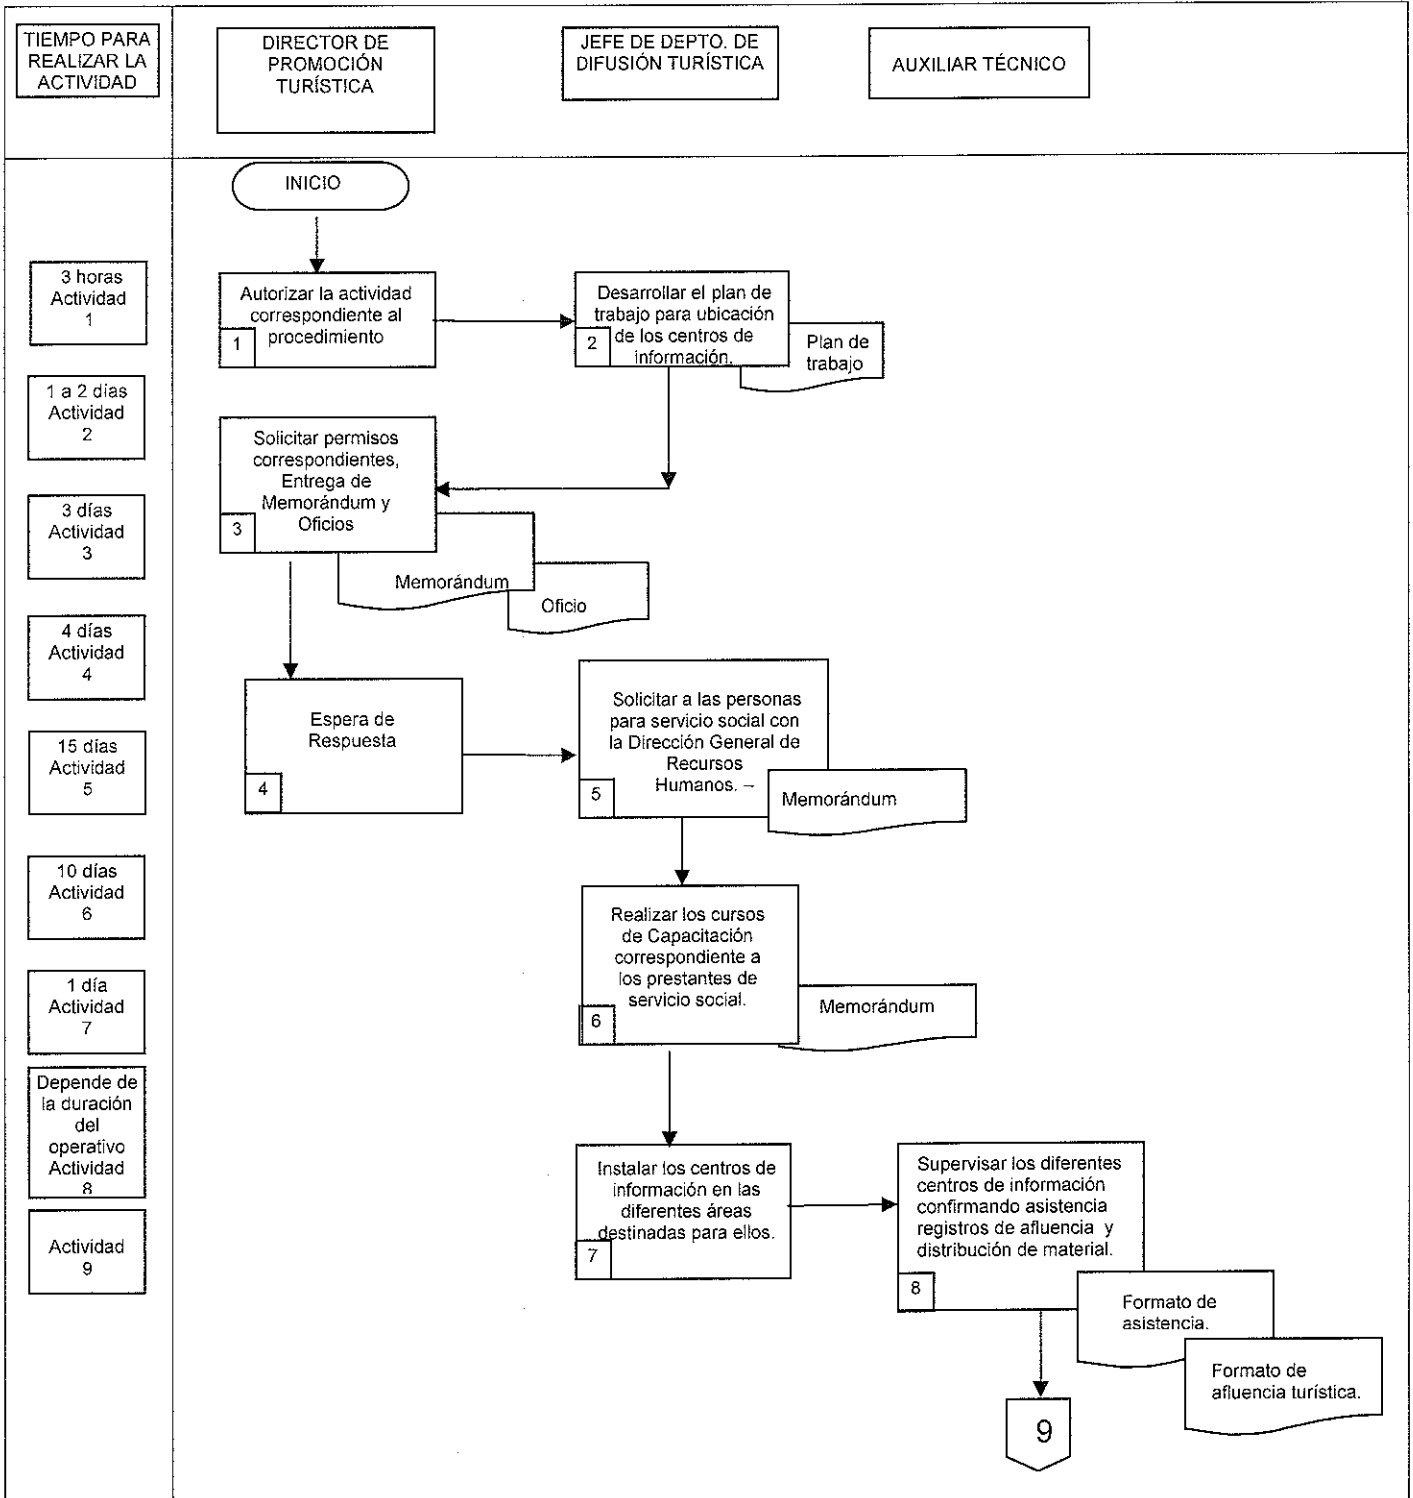 TIEMPO PARA
REALIZAR LA
ACTIVIDAD
DIRECTOR DE
PROMOCIÓN
TURÍSTICA
JEFE DE DEPTO. DE
DIFUSIÓN TURÍSTICA
AUXILIAR TÉCNICO
INICIO
3 horas
Actividad
1
Autorizar la actividad
correspondiente al
procedimiento
1
Desarrollar el plan de
trabajo para ubicación
de los centros de
información.
2
Plan de
trabajo
1 a 2 días
Actividad
2
Solicitar permisos
correspondientes,
Entrega de
Memorándum y
Oficios
3
Memorándum
Oficio
3 días
Actividad
3
4 días
Actividad
4
Espera de
Respuesta
4
Solicitar a las personas
para servicio social con
la Dirección General de
Recursos
Humanos. –
5
Memorándum
15 días
Actividad
5
10 días
Actividad
6
Realizar los cursos
de Capacitación
correspondiente a
los prestantes de
servicio social.
6
Memorándum
1 día
Actividad
7
Depende de
la duración
del
operativo
Actividad
8
Instalar los centros de
información en las
diferentes áreas
destinadas para ellos.
7
Supervisar los diferentes
centros de información
confirmando asistencia
registros de afluencia y
distribución de material.
8
Formato de
asistencia.
Formato de
afluencia turística.
Actividad
9
9